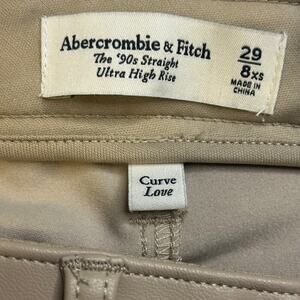 Abercrombie & Fitch
The '90s Straight
Ultra High Rise
29
8XS
MADE IN
CHINA
Curve
Love